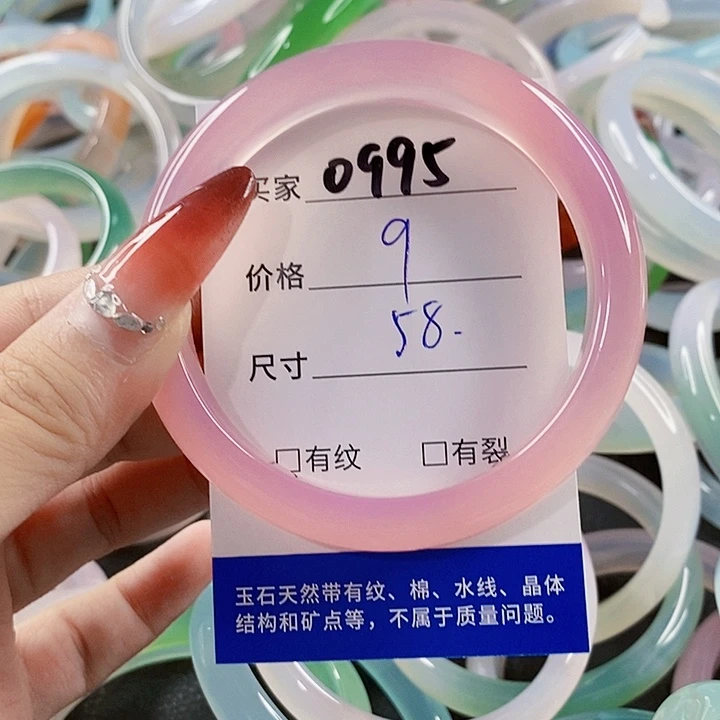 买家 0995
价格 9
尺寸 58-
□有纹 □有裂
玉石天然带有纹、棉、水线、晶体
结构和矿点等，不属于质量问题。